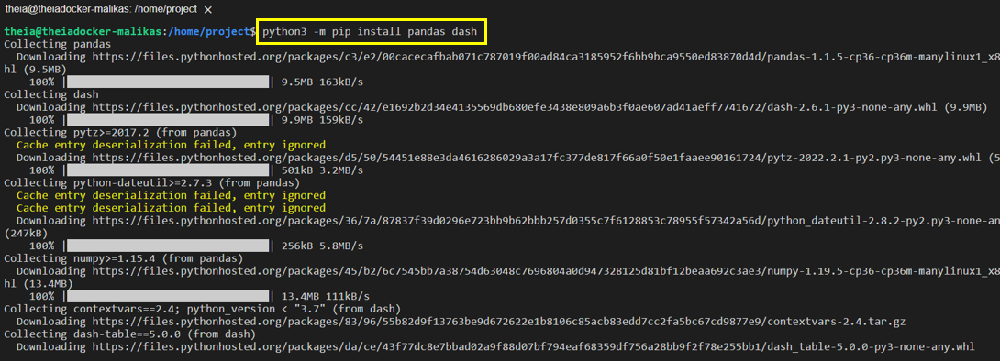 theia@theiadocker-malikas: /home/project ×
theia@theiadocker-malikas:/home/project$ python3 -m pip install pandas dash
Collecting pandas
  Downloading https://files.pythonhosted.org/packages/c3/e2/00cacecafbab071c787019f00ad84ca3185952f6bb9bca9550ed83870d4d/pandas-1.1.5-cp36-cp36m-manylinux1_x8
hl (9.5MB)
    100% |████████████████████████████████| 9.5MB 163kB/s
Collecting dash
  Downloading https://files.pythonhosted.org/packages/cc/42/e1692b2d34e4135569db680efe3438e809a6b3f0ae607ad41aeff7741672/dash-2.6.1-py3-none-any.whl (9.9MB)
    100% |████████████████████████████████| 9.9MB 159kB/s
Collecting pytz>=2017.2 (from pandas)
  Cache entry deserialization failed, entry ignored
  Downloading https://files.pythonhosted.org/packages/d5/50/54451e88e3da4616286029a3a17fc377de817f66a0f50e1faaee90161724/pytz-2022.2.1-py2.py3-none-any.whl (5
    100% |████████████████████████████████| 501kB 3.2MB/s
Collecting python-dateutil>=2.7.3 (from pandas)
  Cache entry deserialization failed, entry ignored
  Cache entry deserialization failed, entry ignored
  Downloading https://files.pythonhosted.org/packages/36/7a/87837f39d0296e723bb9b62bbb257d0355c7f6128853c78955f57342a56d/python_dateutil-2.8.2-py2.py3-none-an
(247kB)
    100% |████████████████████████████████| 256kB 5.8MB/s
Collecting numpy>=1.15.4 (from pandas)
  Downloading https://files.pythonhosted.org/packages/45/b2/6c7545bb7a38754d63048c7696804a0d947328125d81bf12beaa692c3ae3/numpy-1.19.5-cp36-cp36m-manylinux1_x8
hl (13.4MB)
    100% |████████████████████████████████| 13.4MB 111kB/s
Collecting contextvars==2.4; python_version < "3.7" (from dash)
  Downloading https://files.pythonhosted.org/packages/83/96/55b82d9f13763be9d672622e1b8106c85acb83edd7cc2fa5bc67cd9877e9/contextvars-2.4.tar.gz
Collecting dash-table==5.0.0 (from dash)
  Downloading https://files.pythonhosted.org/packages/da/ce/43f77dc8e7bbad02a9f88d07bf794eaf68359df756a28bb9f2f78e255bb1/dash_table-5.0.0-py3-none-any.whl